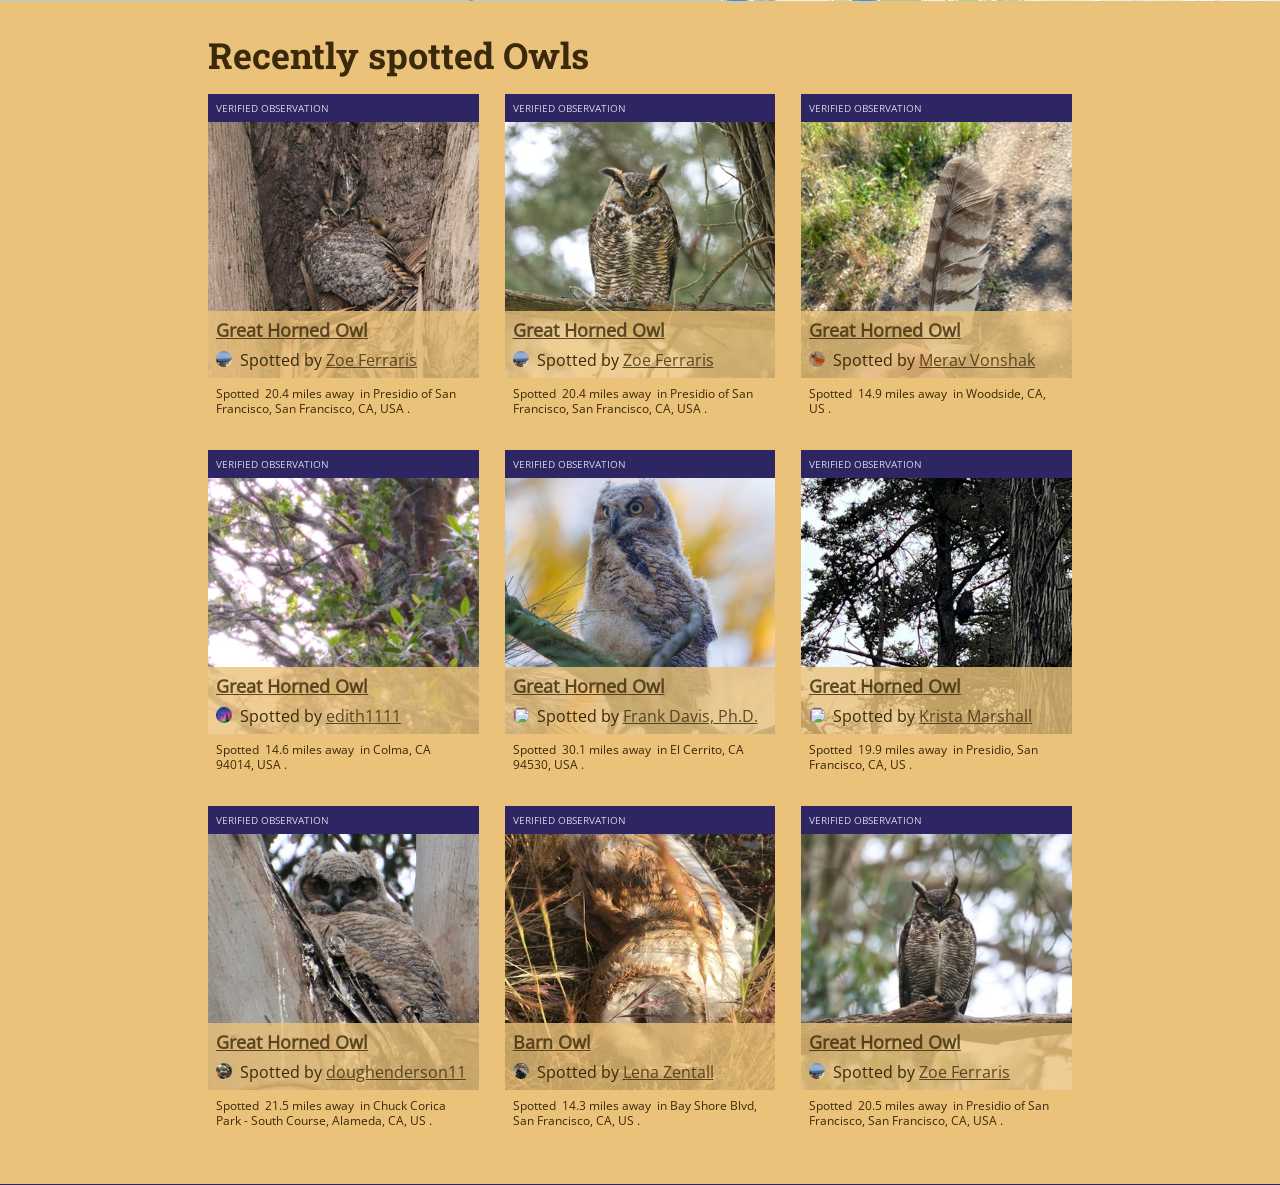 Recently spotted Owls
VERIFIED OBSERVATION
Great Horned Owl
Spotted by Zoe Ferraris
Spotted 20.4 miles away in Presidio of San
Francisco, San Francisco, CA, USA .
VERIFIED OBSERVATION
Great Horned Owl
Spotted by Zoe Ferraris
Spotted 20.4 miles away in Presidio of San
Francisco, San Francisco, CA, USA .
VERIFIED OBSERVATION
Great Horned Owl
Spotted by Merav Vonshak
Spotted 14.9 miles away in Woodside, CA,
US .
VERIFIED OBSERVATION
Great Horned Owl
Spotted by edith1111
Spotted 14.6 miles away in Colma, CA
94014, USA .
VERIFIED OBSERVATION
Great Horned Owl
Spotted by Frank Davis, Ph.D.
Spotted 30.1 miles away in El Cerrito, CA
94530, USA .
VERIFIED OBSERVATION
Great Horned Owl
Spotted by Krista Marshall
Spotted 19.9 miles away in Presidio, San
Francisco, CA, US .
VERIFIED OBSERVATION
Great Horned Owl
Spotted by doughenderson11
Spotted 21.5 miles away in Chuck Corica
Park - South Course, Alameda, CA, US .
VERIFIED OBSERVATION
Barn Owl
Spotted by Lena Zentall
Spotted 14.3 miles away in Bay Shore Blvd,
San Francisco, CA, US .
VERIFIED OBSERVATION
Great Horned Owl
Spotted by Zoe Ferraris
Spotted 20.5 miles away in Presidio of San
Francisco, San Francisco, CA, USA .